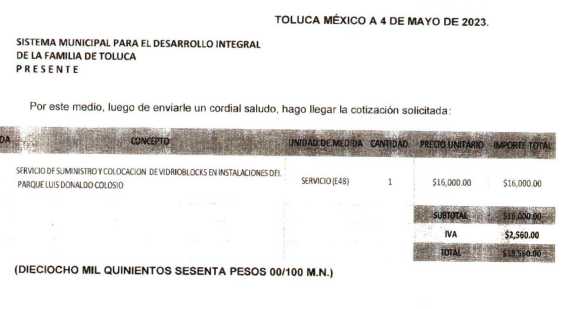 TOLUCA MÉXICO A 4 DE MAYO DE 2023.
SISTEMA MUNICIPAL PARA EL DESARROLLO INTEGRAL
DE LA FAMILIA DE TOLUCA
P R E S E N T E
Por este medio, luego de enviarle un cordial saludo, hago llegar la cotización solicitada:
DA CONCEPTO UNIDAD DE MEDIDA CANTIDAD PRECIO UNITARIO IMPORTE TOTAL
SERVICIO DE SUMINISTRO Y COLOCACION DE VIDRIOBLOCKS EN INSTALACIONES DEL
PARQUE LUIS DONALDO COLOSIO SERVICIO (E48) 1 $16,000.00 $16,000.00
SUBTOTAL $16,000.00
IVA $2,560.00
TOTAL $18,560.00
(DIECIOCHO MIL QUINIENTOS SESENTA PESOS 00/100 M.N.)